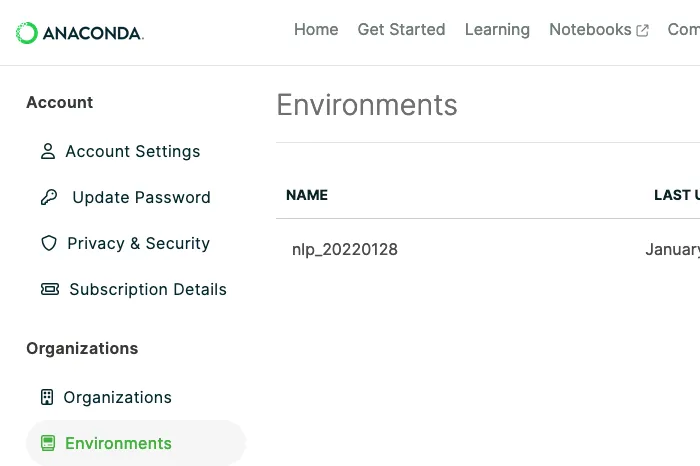 ANACONDA.
Home Get Started Learning Notebooks Com
Account
Account Settings
Update Password
Privacy & Security
Subscription Details
Organizations
Organizations
Environments
Environments
NAME LAST U
nlp_20220128 January